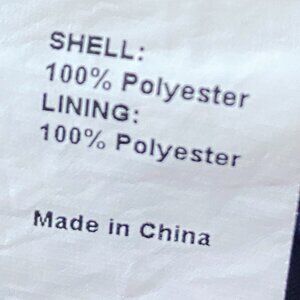 SHELL:
100% Polyester
LINING:
100% Polyester
Made in China